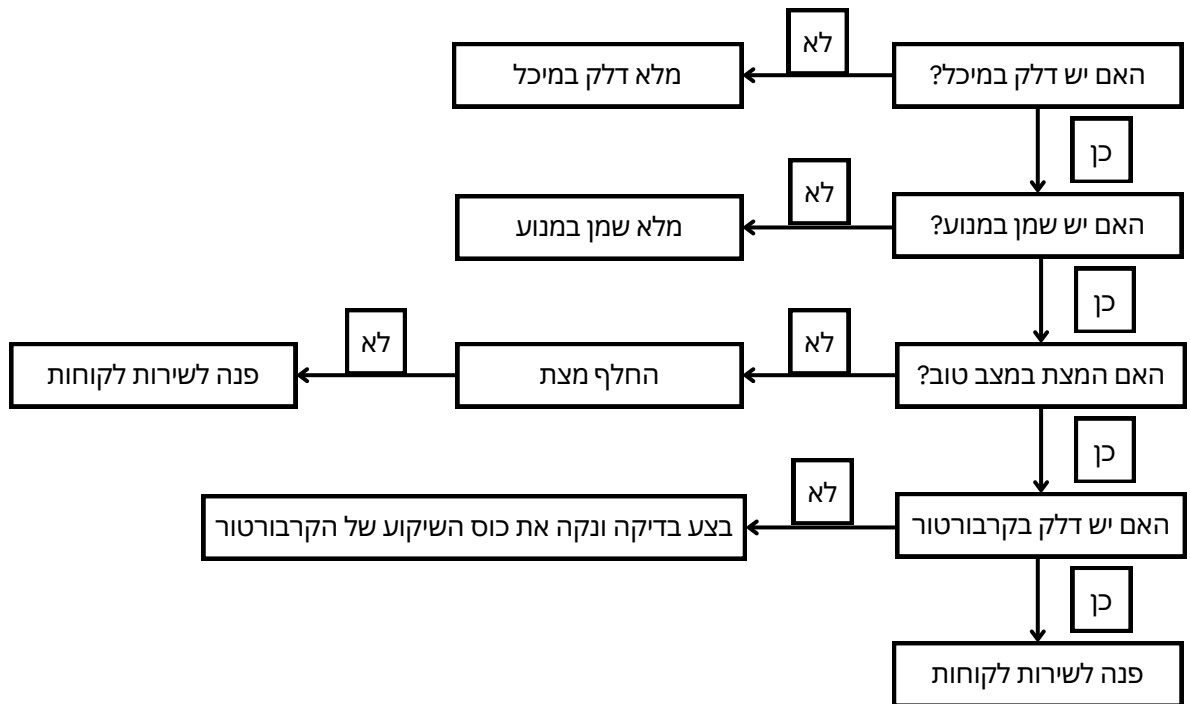 האם יש דלק במיכל?
לא
מלא דלק במיכל
כן
האם יש שמן במנוע?
לא
מלא שמן במנוע
כן
האם המצת במצב טוב?
לא
החלף מצת
לא
פנה לשירות לקוחות
כן
האם יש דלק בקרבורטור
לא
בצע בדיקה ונקה את כוס השיקוע של הקרבורטור
כן
פנה לשירות לקוחות